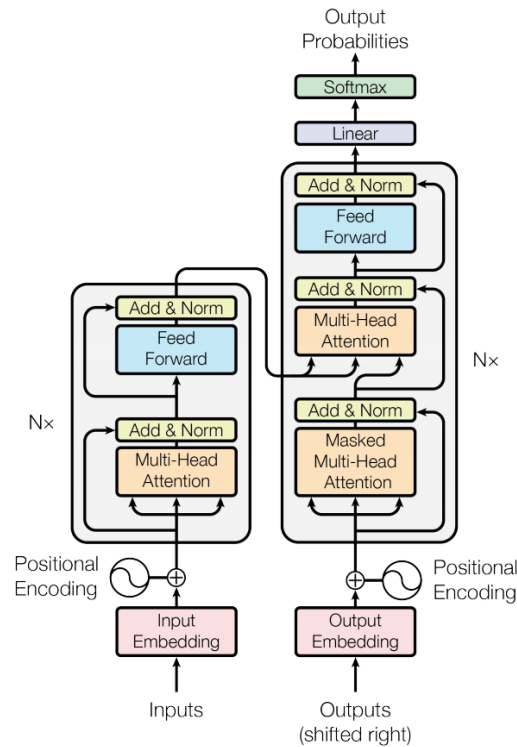 Output
Probabilities
Softmax
Linear
Add & Norm
Feed
Forward
Add & Norm
Multi-Head
Attention
Add & Norm
Masked
Multi-Head
Attention
N×
Add & Norm
Feed
Forward
Add & Norm
Multi-Head
Attention
N×
Positional
Encoding
Positional
Encoding
Input
Embedding
Output
Embedding
Inputs
Outputs
(shifted right)